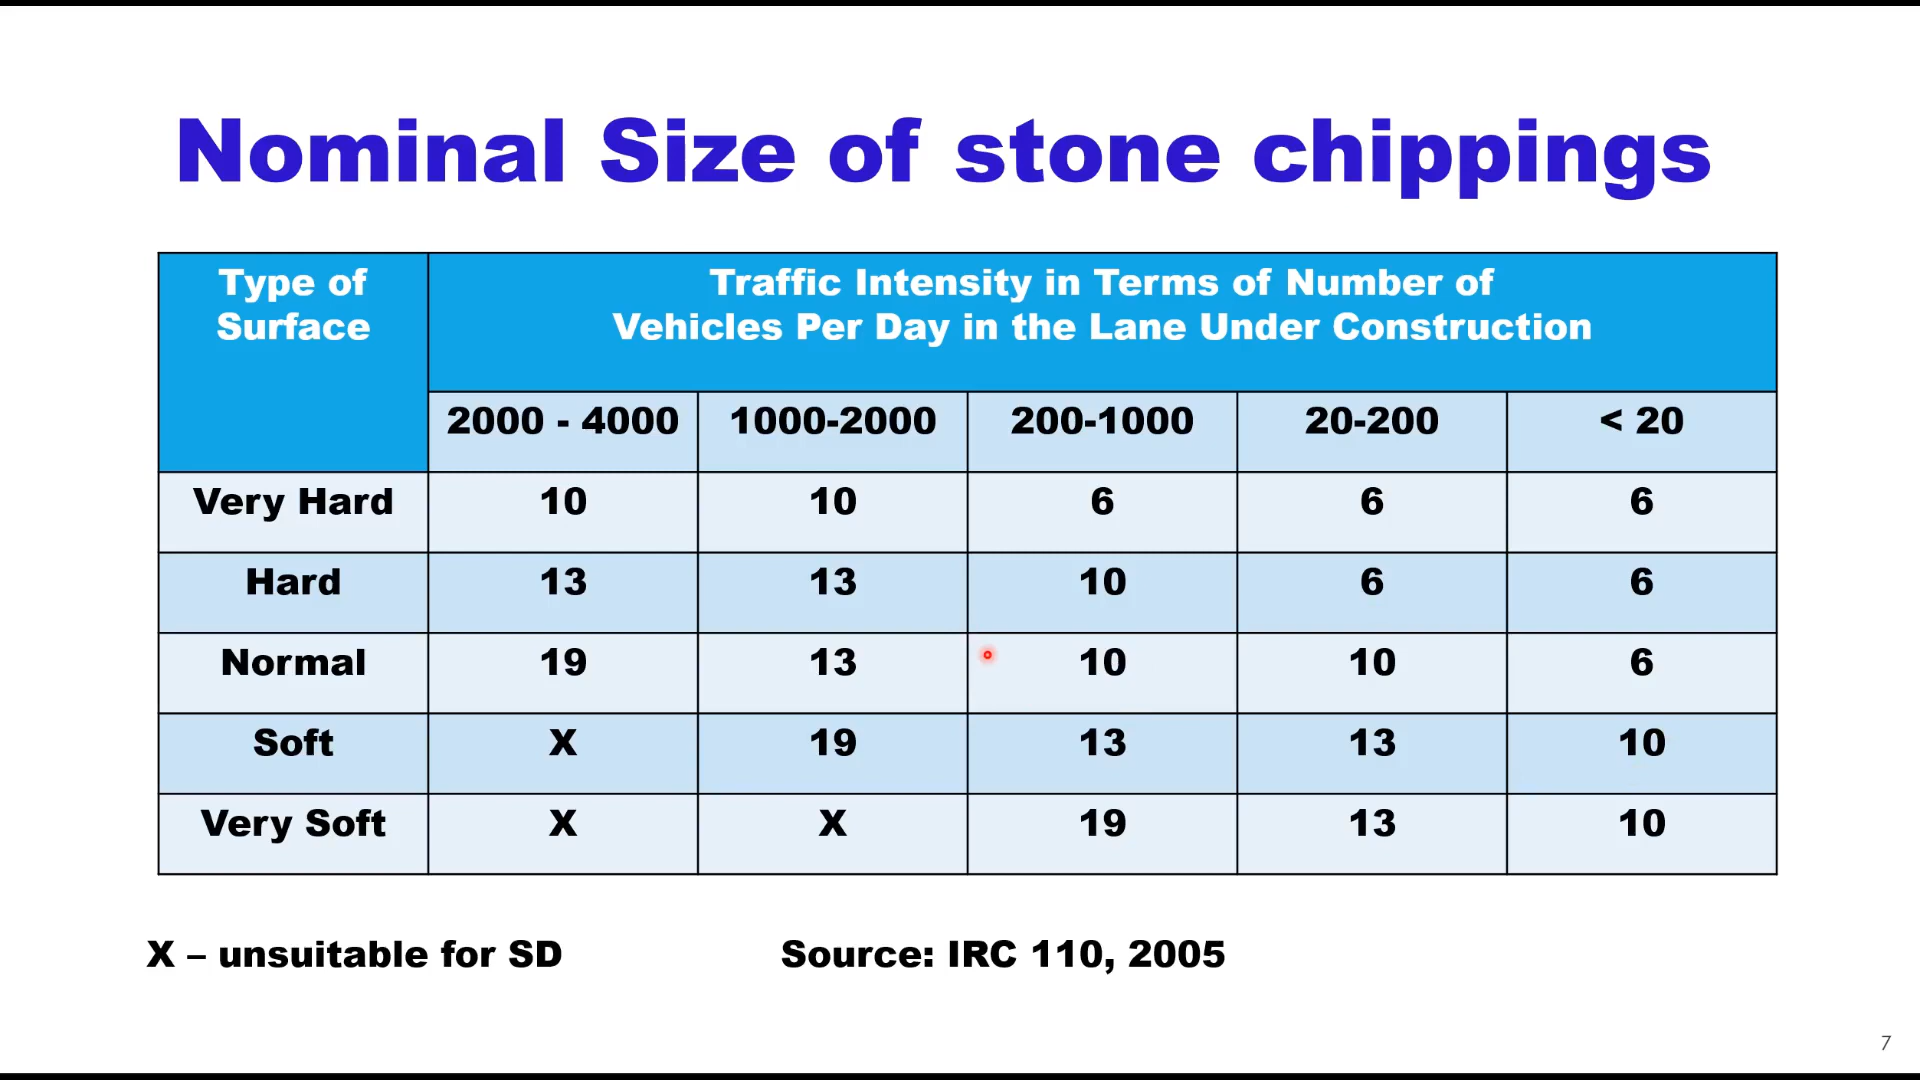 Nominal Size of stone chippings
Type of
Surface
Traffic Intensity in Terms of Number of
Vehicles Per Day in the Lane Under Construction
2000 - 4000 1000-2000 200-1000 20-200 < 20
Very Hard 10 10 6 6 6
Hard 13 13 10 6 6
Normal 19 13 10 10 6
Soft X 19 13 13 10
Very Soft X X 19 13 10
X – unsuitable for SD Source: IRC 110, 2005
7